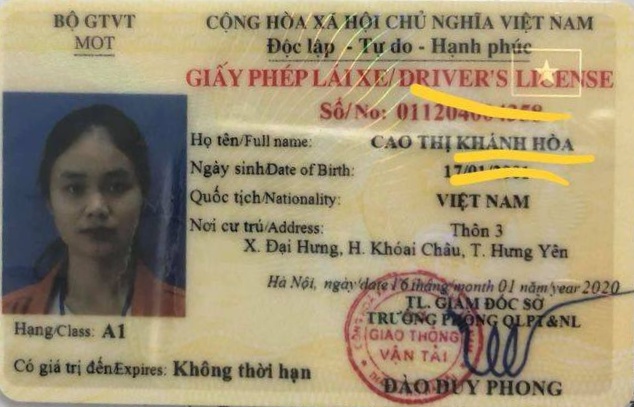 BỘ GTVT
MOT
CỘNG HÒA XÃ HỘI CHỦ NGHĨA VIỆT NAM
Độc lập - Tự do - Hạnh phúc
GIẤY PHÉP LÁI XE/DRIVER'S LICENSE
Số/No:
Họ tên/Full name: CAO THỊ KHÁNH HÒA
Ngày sinh/Date of Birth: 17/01/
Quốc tịch/Nationality: VIỆT NAM
Nơi cư trú/Address: Thôn 3
X. Đại Hưng, H. Khóai Châu, T. Hưng Yên
Hà Nội, ngày/date 16 tháng/month 01 năm/year 2020
TL. GIÁM ĐỐC SỞ
TRƯỞNG PHÒNG QLPT&NL
GIAO THÔNG
VẬN TẢI
Hạng/Class: A1
Có giá trị đến/Expires: Không thời hạn
ĐÀO DUY PHONG